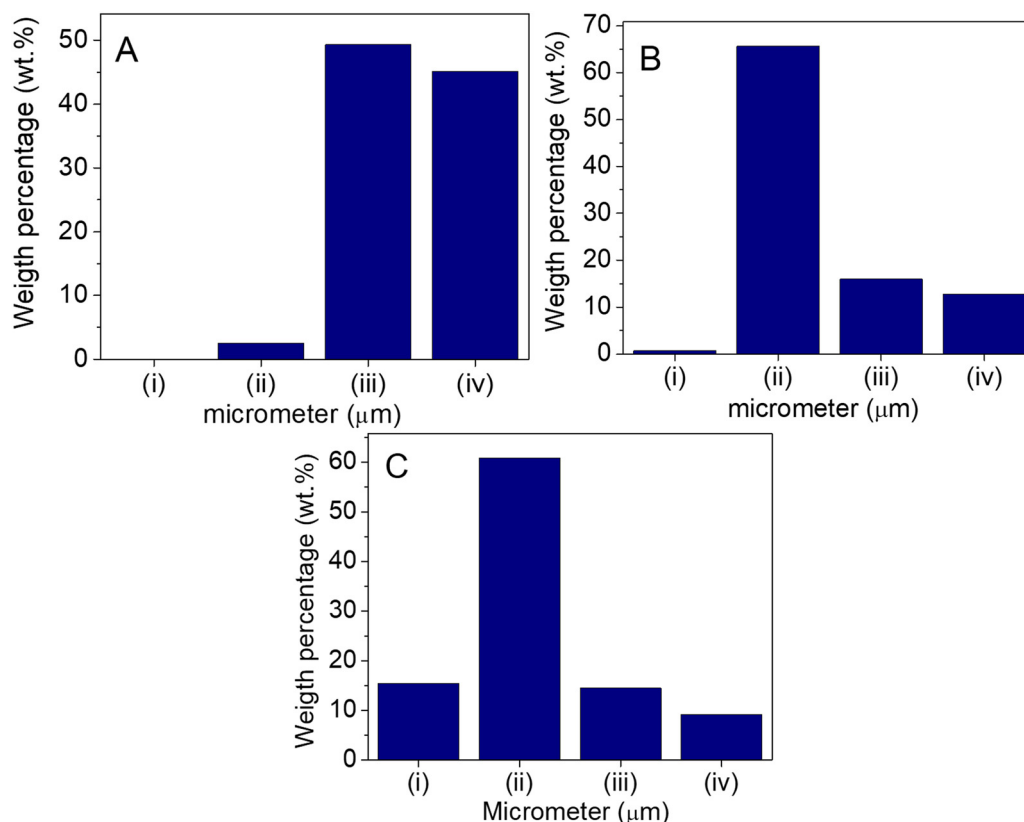 A
Weigth percentage (wt.%)
50
40
30
20
10
0
(i) (ii) (iii) (iv)
micrometer (μm)
B
Weigth percentage (wt.%)
70
60
50
40
30
20
10
0
(i) (ii) (iii) (iv)
micrometer (μm)
C
Weigth percentage (wt.%)
60
50
40
30
20
10
0
(i) (ii) (iii) (iv)
Micrometer (μm)